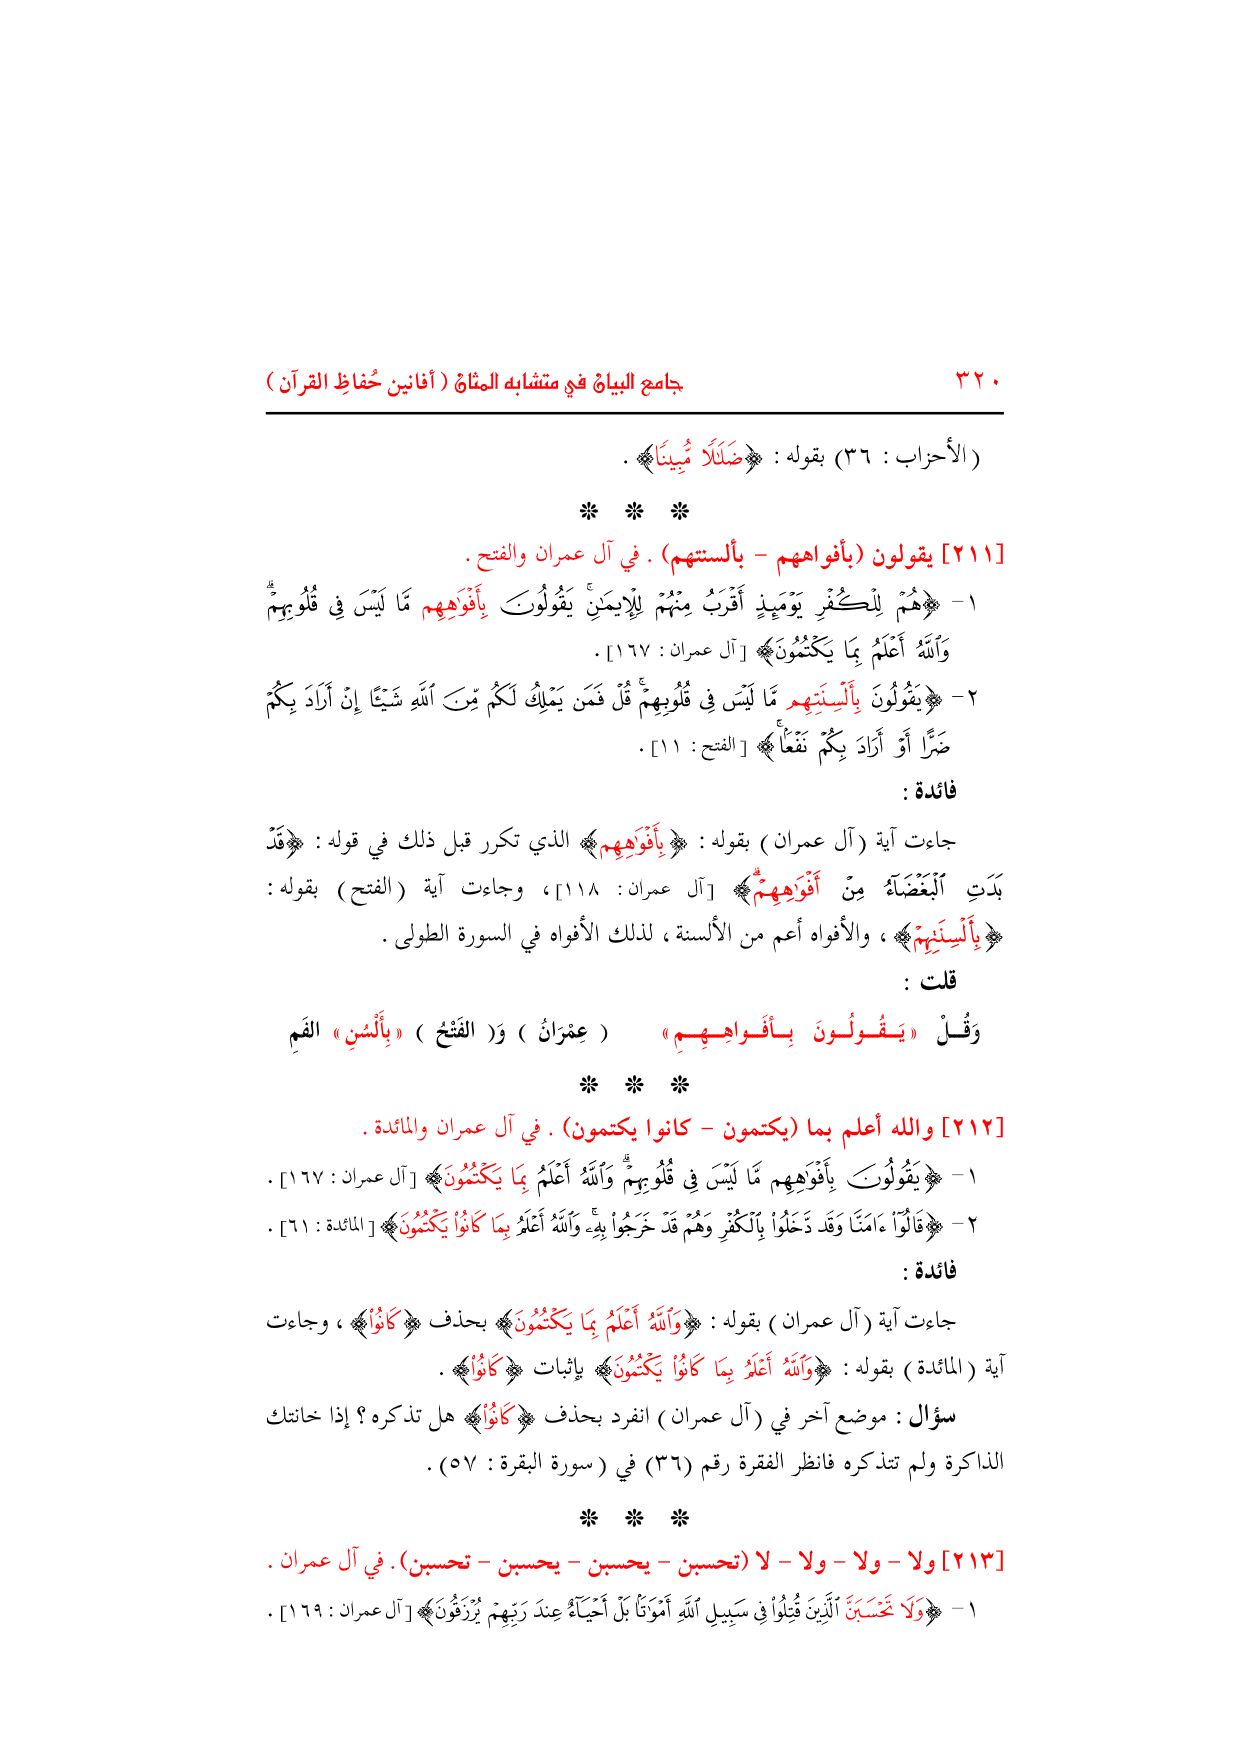 ٣٢٠ جامع البيان في متشابه المثان ( أفانين حُفاظِ القرآن )
( الأحزاب : ٣٦) بقوله : ﴿ضَلَٰلًا مُّبِينًا﴾ .
❊ ❊ ❊
[٢١١] يقولون (بأفواههم – بألسنتهم) . في آل عمران والفتح .
١ – ﴿هُمۡ لِلۡكُفۡرِ يَوۡمَئِذٍ أَقۡرَبُ مِنۡهُمۡ لِلۡإِيمَٰنِۚ يَقُولُونَ بِأَفۡوَٰهِهِم مَّا لَيۡسَ فِي قُلُوبِهِمۡۗ
وَٱللَّهُ أَعۡلَمُ بِمَا يَكۡتُمُونَ﴾ [آل عمران : ١٦٧] .
٢ – ﴿يَقُولُونَ بِأَلۡسِنَتِهِم مَّا لَيۡسَ فِي قُلُوبِهِمۡۚ قُلۡ فَمَن يَمۡلِكُ لَكُم مِّنَ ٱللَّهِ شَيۡـًٔا إِنۡ أَرَادَ بِكُمۡ
ضَرًّا أَوۡ أَرَادَ بِكُمۡ نَفۡعَۢاۚ﴾ [الفتح : ١١] .
فائدة :
جاءت آية (آل عمران ) بقوله : ﴿بِأَفۡوَٰهِهِم﴾ الذي تكرر قبل ذلك في قوله : ﴿قَدۡ
بَدَتِ ٱلۡبَغۡضَآءُ مِنۡ أَفۡوَٰهِهِمۡۗ﴾ [آل عمران : ١١٨]، وجاءت آية (الفتح ) بقوله :
﴿بِأَلۡسِنَتِهِمۡ﴾ ، والأفواه أعم من الألسنة ، لذلك الأفواه في السورة الطولى .
قلت :
وَقُـلْ «يَـقُـولُـونَ بِـأفْـواهِـهِـمِ» ( عِمْرَانُ ) وَ( الفَتْحُ ) «بِأَلْسُنِ» الفَمِ
❊ ❊ ❊
[٢١٢] والله أعلم بما (يكتمون – كانوا يكتمون) . في آل عمران والمائدة .
١ – ﴿يَقُولُونَ بِأَفۡوَٰهِهِم مَّا لَيۡسَ فِي قُلُوبِهِمۡۗ وَٱللَّهُ أَعۡلَمُ بِمَا يَكۡتُمُونَ﴾ [آل عمران : ١٦٧] .
٢ – ﴿قَالُوٓاْ ءَامَنَّا وَقَد دَّخَلُواْ بِٱلۡكُفۡرِ وَهُمۡ قَدۡ خَرَجُواْ بِهِۦۚ وَٱللَّهُ أَعۡلَمُ بِمَا كَانُواْ يَكۡتُمُونَ﴾ [المائدة : ٦١] .
فائدة :
جاءت آية (آل عمران ) بقوله : ﴿وَٱللَّهُ أَعۡلَمُ بِمَا يَكۡتُمُونَ﴾ بحذف ﴿كَانُواْ﴾ ، وجاءت
آية ( المائدة ) بقوله : ﴿وَٱللَّهُ أَعۡلَمُ بِمَا كَانُواْ يَكۡتُمُونَ﴾ بإثبات ﴿كَانُواْ﴾ .
سؤال : موضع آخر في (آل عمران ) انفرد بحذف ﴿كَانُواْ﴾ هل تذكره ؟ إذا خانتك
الذاكرة ولم تتذكره فانظر الفقرة رقم (٣٦) في ( سورة البقرة : ٥٧) .
❊ ❊ ❊
[٢١٣] ولا – ولا – ولا – لا (تحسبن – يحسبن – يحسبن – تحسبن) . في آل عمران .
١ – ﴿وَلَا تَحۡسَبَنَّ ٱلَّذِينَ قُتِلُواْ فِي سَبِيلِ ٱللَّهِ أَمۡوَٰتَۢاۚ بَلۡ أَحۡيَآءٌ عِندَ رَبِّهِمۡ يُرۡزَقُونَ﴾ [آل عمران : ١٦٩] .